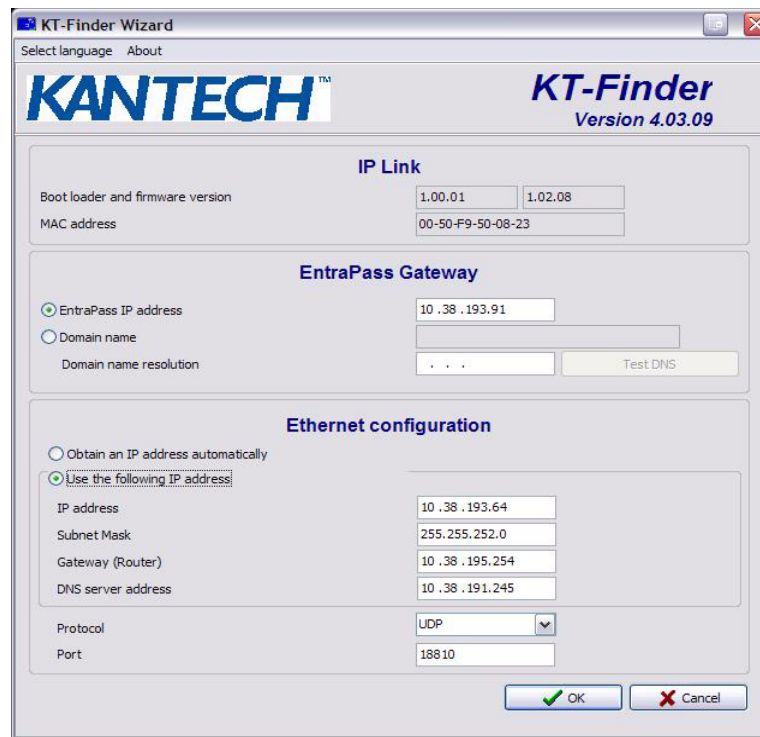 KT-Finder Wizard
Select language About
KANTECH™ KT-Finder
Version 4.03.09
IP Link
Boot loader and firmware version 1.00.01 1.02.08
MAC address 00-50-F9-50-08-23
EntraPass Gateway
EntraPass IP address 10 .38 .193.91
Domain name
Domain name resolution . . . Test DNS
Ethernet configuration
Obtain an IP address automatically
Use the following IP address
IP address 10 .38 .193.64
Subnet Mask 255.255.252.0
Gateway (Router) 10 .38 .195.254
DNS server address 10 .38 .191.245
Protocol UDP
Port 18810
OK Cancel